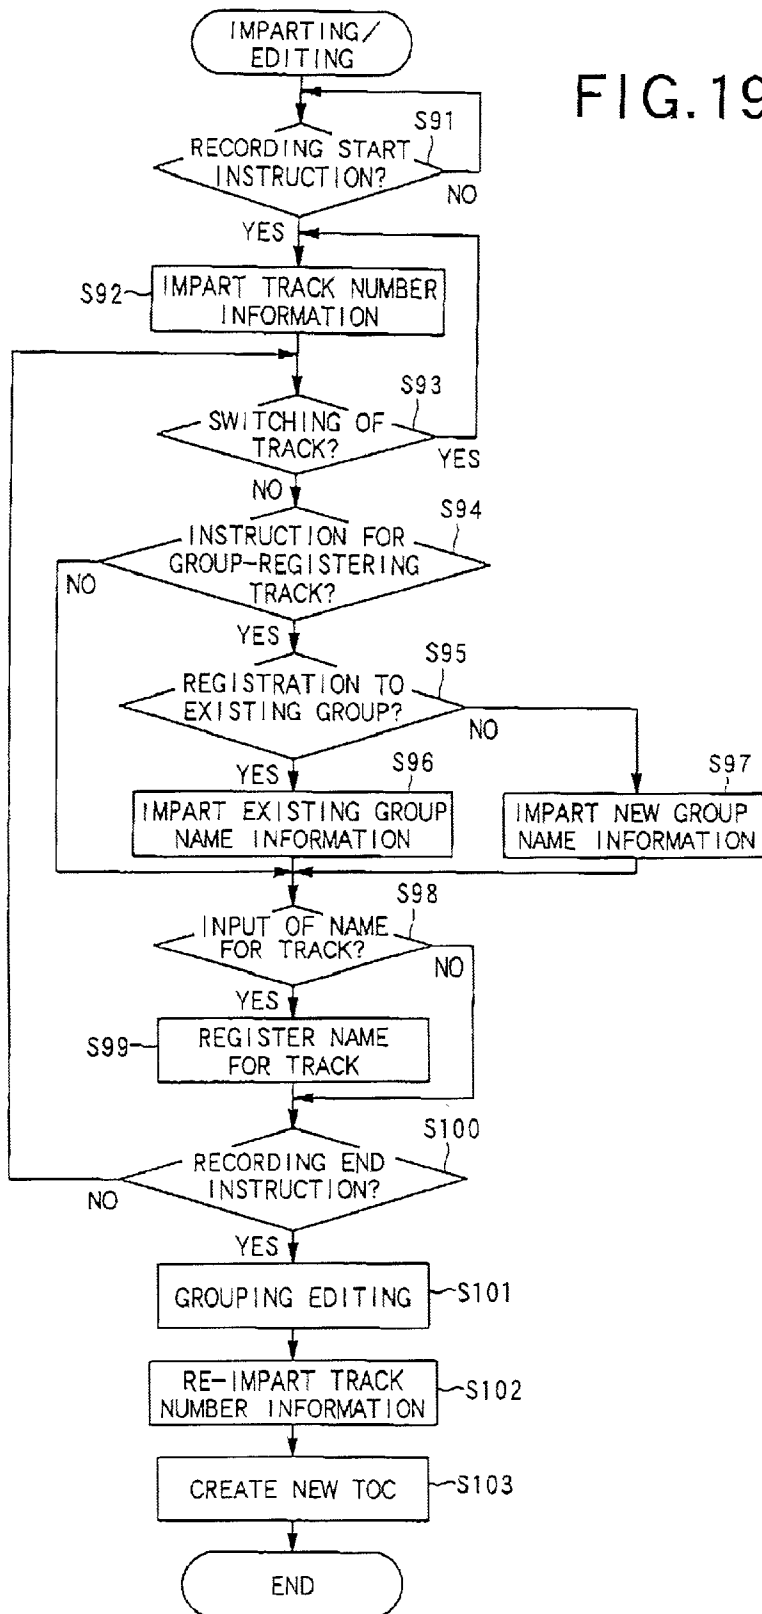 IMPARTING/
EDITING
FIG.19
S91
RECORDING START
INSTRUCTION?
NO
YES
S92
IMPART TRACK NUMBER
INFORMATION
S93
SWITCHING OF
TRACK?
YES
NO
S94
INSTRUCTION FOR
GROUP-REGISTERING
TRACK?
NO
YES
S95
REGISTRATION TO
EXISTING GROUP?
NO
YES
S96
S97
IMPART EXISTING GROUP
NAME INFORMATION
IMPART NEW GROUP
NAME INFORMATION
S98
INPUT OF NAME
FOR TRACK?
NO
YES
S99
REGISTER NAME
FOR TRACK
S100
RECORDING END
INSTRUCTION?
NO
YES
GROUPING EDITING
S101
RE-IMPART TRACK
NUMBER INFORMATION
S102
CREATE NEW TOC
S103
END